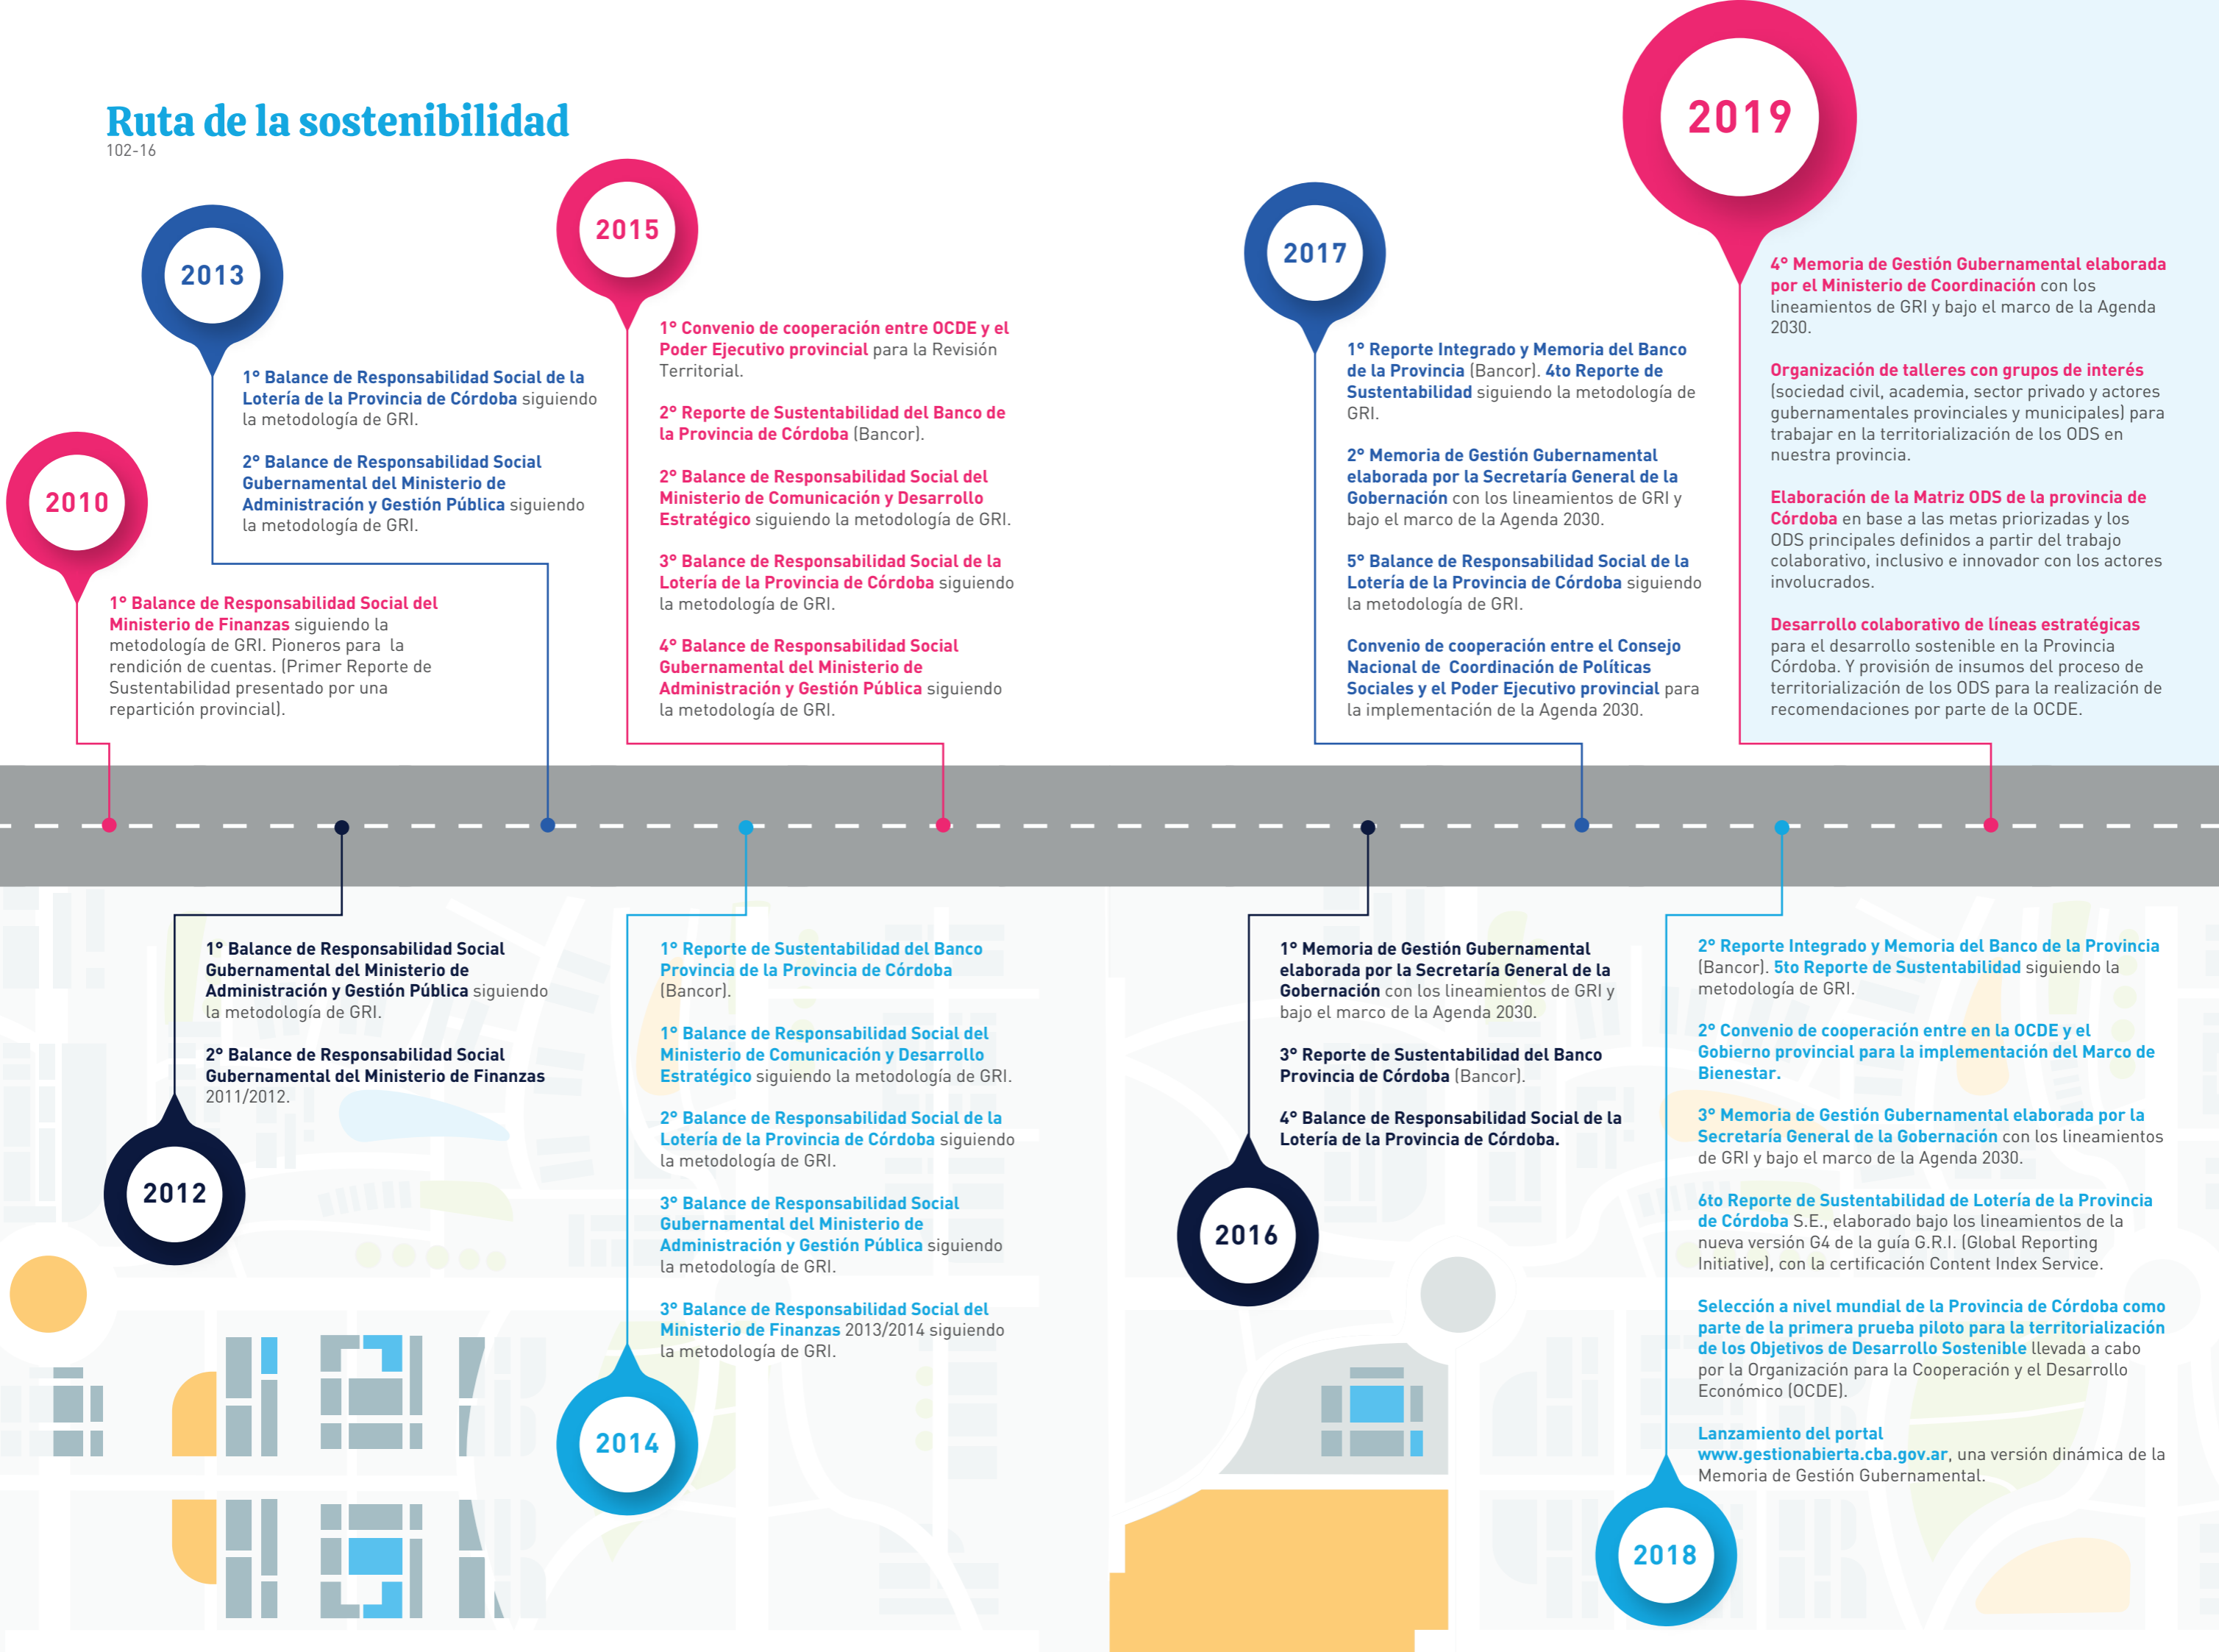 Ruta de la sostenibilidad
102-16
2010
1° Balance de Responsabilidad Social del
Ministerio de Finanzas siguiendo la
metodología de GRI. Pioneros para la
rendición de cuentas. (Primer Reporte de
Sustentabilidad presentado por una
repartición provincial).
2012
1° Balance de Responsabilidad Social
Gubernamental del Ministerio de
Administración y Gestión Pública siguiendo
la metodología de GRI.
2° Balance de Responsabilidad Social
Gubernamental del Ministerio de Finanzas
2011/2012.
2013
1° Balance de Responsabilidad Social de la
Lotería de la Provincia de Córdoba siguiendo
la metodología de GRI.
2° Balance de Responsabilidad Social
Gubernamental del Ministerio de
Administración y Gestión Pública siguiendo
la metodología de GRI.
2014
1° Reporte de Sustentabilidad del Banco
Provincia de la Provincia de Córdoba
(Bancor).
1° Balance de Responsabilidad Social del
Ministerio de Comunicación y Desarrollo
Estratégico siguiendo la metodología de GRI.
2° Balance de Responsabilidad Social de la
Lotería de la Provincia de Córdoba siguiendo
la metodología de GRI.
3° Balance de Responsabilidad Social
Gubernamental del Ministerio de
Administración y Gestión Pública siguiendo
la metodología de GRI.
3° Balance de Responsabilidad Social del
Ministerio de Finanzas 2013/2014 siguiendo
la metodología de GRI.
2015
1° Convenio de cooperación entre OCDE y el
Poder Ejecutivo provincial para la Revisión
Territorial.
2° Reporte de Sustentabilidad del Banco de
la Provincia de Córdoba (Bancor).
2° Balance de Responsabilidad Social del
Ministerio de Comunicación y Desarrollo
Estratégico siguiendo la metodología de GRI.
3° Balance de Responsabilidad Social de la
Lotería de la Provincia de Córdoba siguiendo
la metodología de GRI.
4° Balance de Responsabilidad Social
Gubernamental del Ministerio de
Administración y Gestión Pública siguiendo
la metodología de GRI.
2016
1° Memoria de Gestión Gubernamental
elaborada por la Secretaría General de la
Gobernación con los lineamientos de GRI y
bajo el marco de la Agenda 2030.
3° Reporte de Sustentabilidad del Banco
Provincia de Córdoba (Bancor).
4° Balance de Responsabilidad Social de la
Lotería de la Provincia de Córdoba.
2017
1° Reporte Integrado y Memoria del Banco
de la Provincia (Bancor). 4to Reporte de
Sustentabilidad siguiendo la metodología de
GRI.
2° Memoria de Gestión Gubernamental
elaborada por la Secretaría General de la
Gobernación con los lineamientos de GRI y
bajo el marco de la Agenda 2030.
5° Balance de Responsabilidad Social de la
Lotería de la Provincia de Córdoba siguiendo
la metodología de GRI.
Convenio de cooperación entre el Consejo
Nacional de Coordinación de Políticas
Sociales y el Poder Ejecutivo provincial para
la implementación de la Agenda 2030.
2018
2° Reporte Integrado y Memoria del Banco de la Provincia
(Bancor). 5to Reporte de Sustentabilidad siguiendo la
metodología de GRI.
2° Convenio de cooperación entre en la OCDE y el
Gobierno provincial para la implementación del Marco de
Bienestar.
3° Memoria de Gestión Gubernamental elaborada por la
Secretaría General de la Gobernación con los lineamientos
de GRI y bajo el marco de la Agenda 2030.
6to Reporte de Sustentabilidad de Lotería de la Provincia
de Córdoba S.E., elaborado bajo los lineamientos de la
nueva versión G4 de la guía G.R.I. (Global Reporting
Initiative), con la certificación Content Index Service.
Selección a nivel mundial de la Provincia de Córdoba como
parte de la primera prueba piloto para la territorialización
de los Objetivos de Desarrollo Sostenible llevada a cabo
por la Organización para la Cooperación y el Desarrollo
Económico (OCDE).
Lanzamiento del portal
www.gestionabierta.cba.gov.ar, una versión dinámica de la
Memoria de Gestión Gubernamental.
2019
4° Memoria de Gestión Gubernamental elaborada
por el Ministerio de Coordinación con los
lineamientos de GRI y bajo el marco de la Agenda
2030.
Organización de talleres con grupos de interés
(sociedad civil, academia, sector privado y actores
gubernamentales provinciales y municipales) para
trabajar en la territorialización de los ODS en
nuestra provincia.
Elaboración de la Matriz ODS de la provincia de
Córdoba en base a las metas priorizadas y los
ODS principales definidos a partir del trabajo
colaborativo, inclusivo e innovador con los actores
involucrados.
Desarrollo colaborativo de líneas estratégicas
para el desarrollo sostenible en la Provincia
Córdoba. Y provisión de insumos del proceso de
territorialización de los ODS para la realización de
recomendaciones por parte de la OCDE.